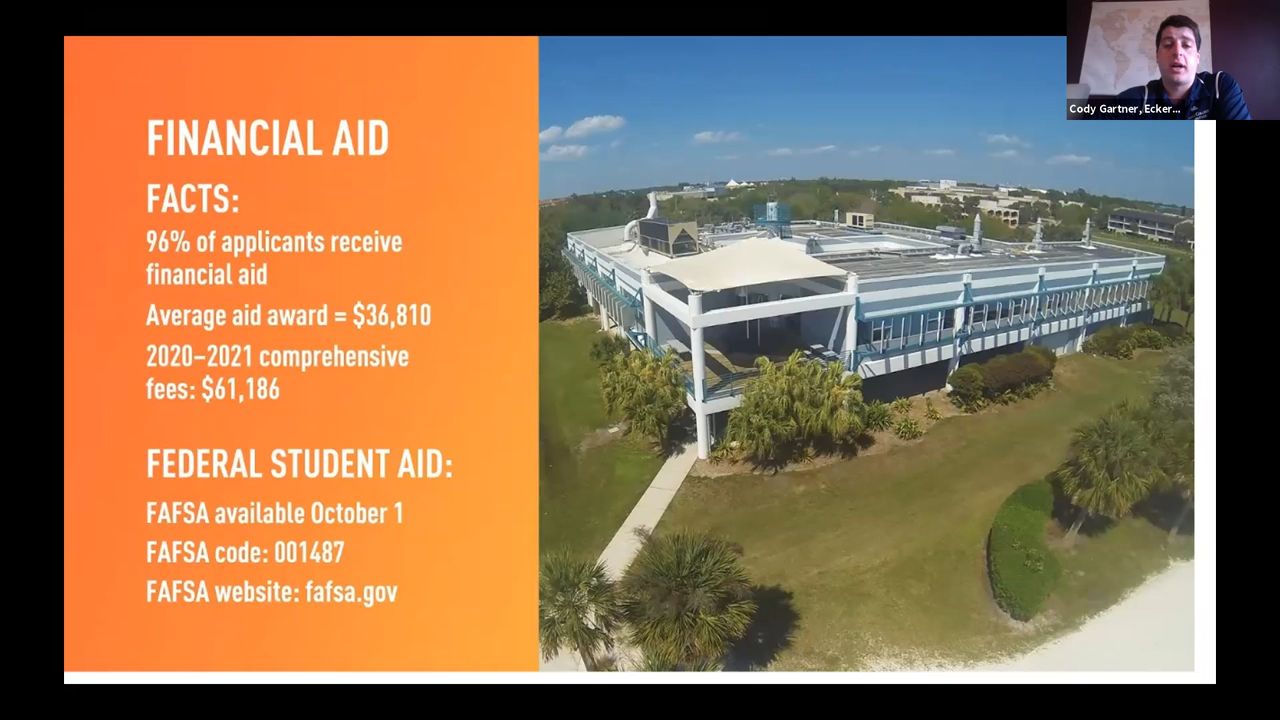 Cody Gartner, Ecker...
FINANCIAL AID
FACTS:
96% of applicants receive
financial aid
Average aid award = $36,810
2020–2021 comprehensive
fees: $61,186
FEDERAL STUDENT AID:
FAFSA available October 1
FAFSA code: 001487
FAFSA website: fafsa.gov